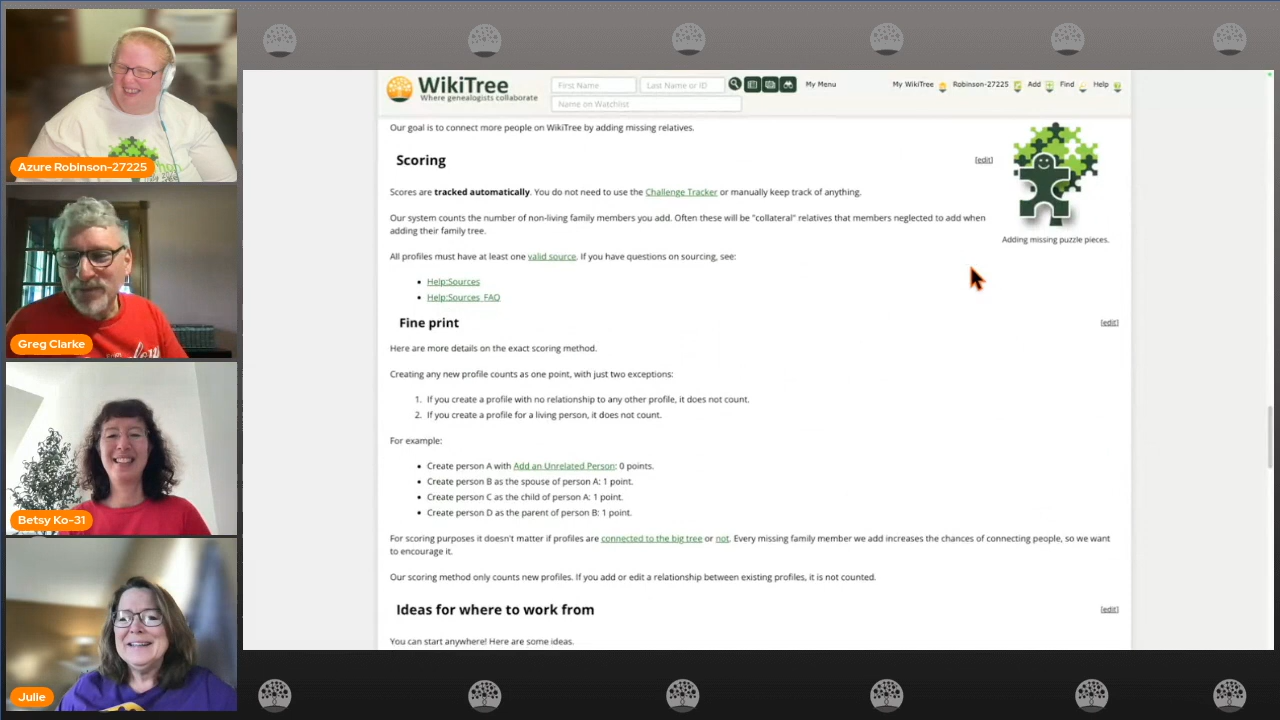 Azure Robinson-27225
Greg Clarke
Betsy Ko-31
Julie
WikiTree
Where genealogists collaborate
First Name
Last Name or ID
My Menu
My WikiTree
Robinson-27225
Add
Find
Help
Name on Watchlist
Our goal is to connect more people on WikiTree by adding missing relatives.
Scoring
[edit]
Scores are tracked automatically. You do not need to use the Challenge Tracker or manually keep track of anything.
Our system counts the number of non-living family members you add. Often these will be "collateral" relatives that members neglected to add when
adding their family tree.
Adding missing puzzle pieces.
All profiles must have at least one valid source. If you have questions on sourcing, see:
• Help:Sources
• Help:Sources FAQ
Fine print
[edit]
Here are more details on the exact scoring method.
Creating any new profile counts as one point, with just two exceptions:
1. If you create a profile with no relationship to any other profile, it does not count.
2. If you create a profile for a living person, it does not count.
For example:
• Create person A with Add an Unrelated Person: 0 points.
• Create person B as the spouse of person A: 1 point.
• Create person C as the child of person A: 1 point.
• Create person D as the parent of person B: 1 point.
For scoring purposes it doesn't matter if profiles are connected to the big tree or not. Every missing family member we add increases the chances of connecting people, so we want
to encourage it.
Our scoring method only counts new profiles. If you add or edit a relationship between existing profiles, it is not counted.
Ideas for where to work from
[edit]
You can start anywhere! Here are some ideas.